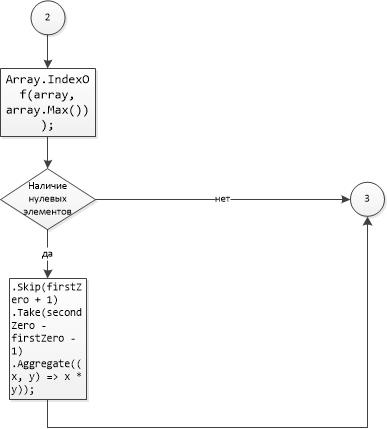 2
Array.IndexO
f(array,
array.Max())
);
Наличие
нулевых
элементов
нет
3
да
.Skip(firstZ
ero + 1)
.Take(second
Zero -
firstZero -
1)
.Aggregate((
x, y) => x *
y));